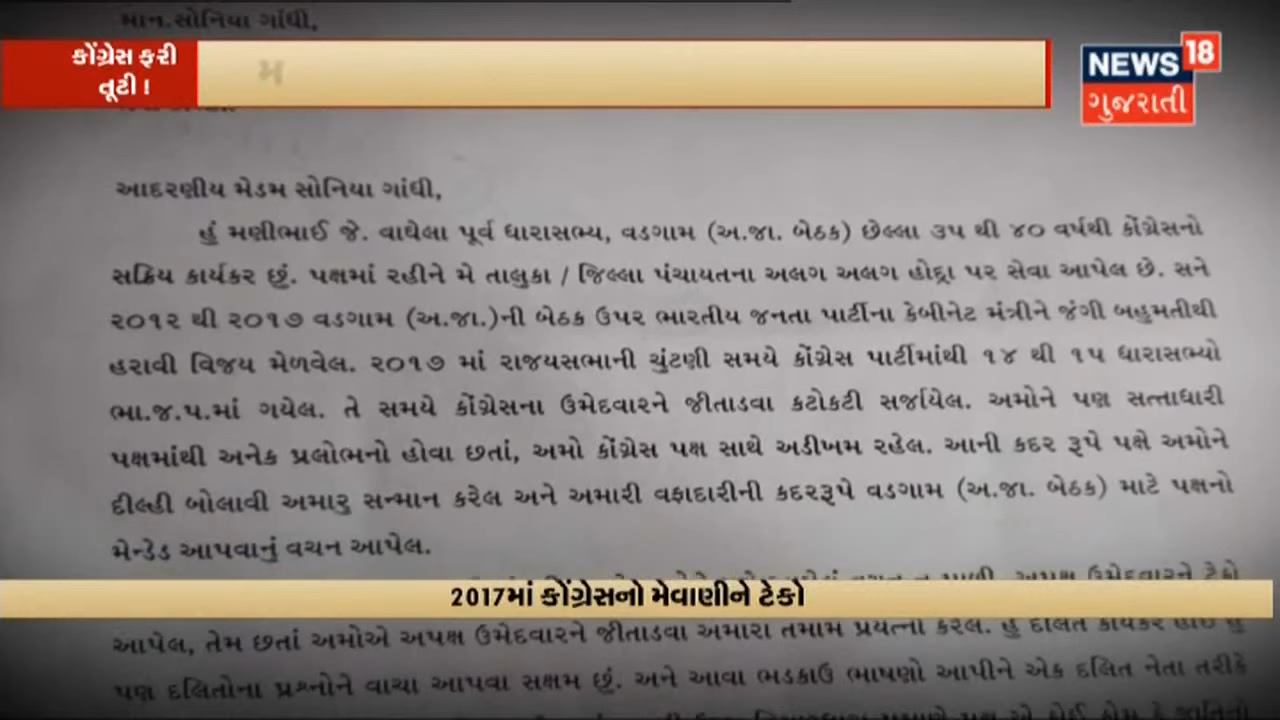 માન.સોનિયા ગાંધી,
કોંગ્રેસ ફરી
તૂટી !
મ
NEWS 18
ગુજરાતી
આદરણીય મેડમ સોનિયા ગાંધી,
હું મણીભાઈ જે. વાઘેલા પૂર્વ ધારાસભ્ય, વડગામ (અ.જા. બેઠક) છેલ્લા ૩૫ થી ૪૦ વર્ષથી કોંગ્રેસનો
સક્રિય કાર્યકર છું. પક્ષમાં રહીને મે તાલુકા / જિલ્લા પંચાયતના અલગ અલગ હોદ્દા પર સેવા આપેલ છે. સને
૨૦૧૨ થી ૨૦૧૭ વડગામ (અ.જા.)ની બેઠક ઉપર ભારતીય જનતા પાર્ટીના કેબીનેટ મંત્રીને જંગી બહુમતીથી
હરાવી વિજય મેળવેલ. ૨૦૧૭ માં રાજયસભાની ચુંટણી સમયે કોંગ્રેસ પાર્ટીમાંથી ૧૪ થી ૧૫ ધારાસભ્યો
ભા.જ.પ.માં ગયેલ. તે સમયે કોંગ્રેસના ઉમેદવારને જીતાડવા કટોકટી સર્જાયેલ. અમોને પણ સત્તાધારી
પક્ષમાંથી અનેક પ્રલોભનો હોવા છતાં, અમો કોંગ્રેસ પક્ષ સાથે અડીખમ રહેલ. આની કદર રૂપે પક્ષે અમોને
દીલ્હી બોલાવી અમારુ સન્માન કરેલ અને અમારી વફાદારીની કદરરૂપે વડગામ (અ.જા. બેઠક) માટે પક્ષનો
મેન્ડેડ આપવાનું વચન આપેલ.
ન પાળી, અપક્ષ ઉમેદવારને ટેકો
2017માં કોંગ્રેસનો મેવાણીને ટેકો
આપેલ, તેમ છતાં અમોએ અપક્ષ ઉમેદવારને જીતાડવા અમારા તમામ પ્રયત્નો કરેલ. હું દલિત કાર્યકર હોઈ હું
પણ દલિતોના પ્રશ્નોને વાચા આપવા સક્ષમ છું. અને આવા ભડકાઉ ભાષણો આપીને એક દલિત નેતા તરીકે